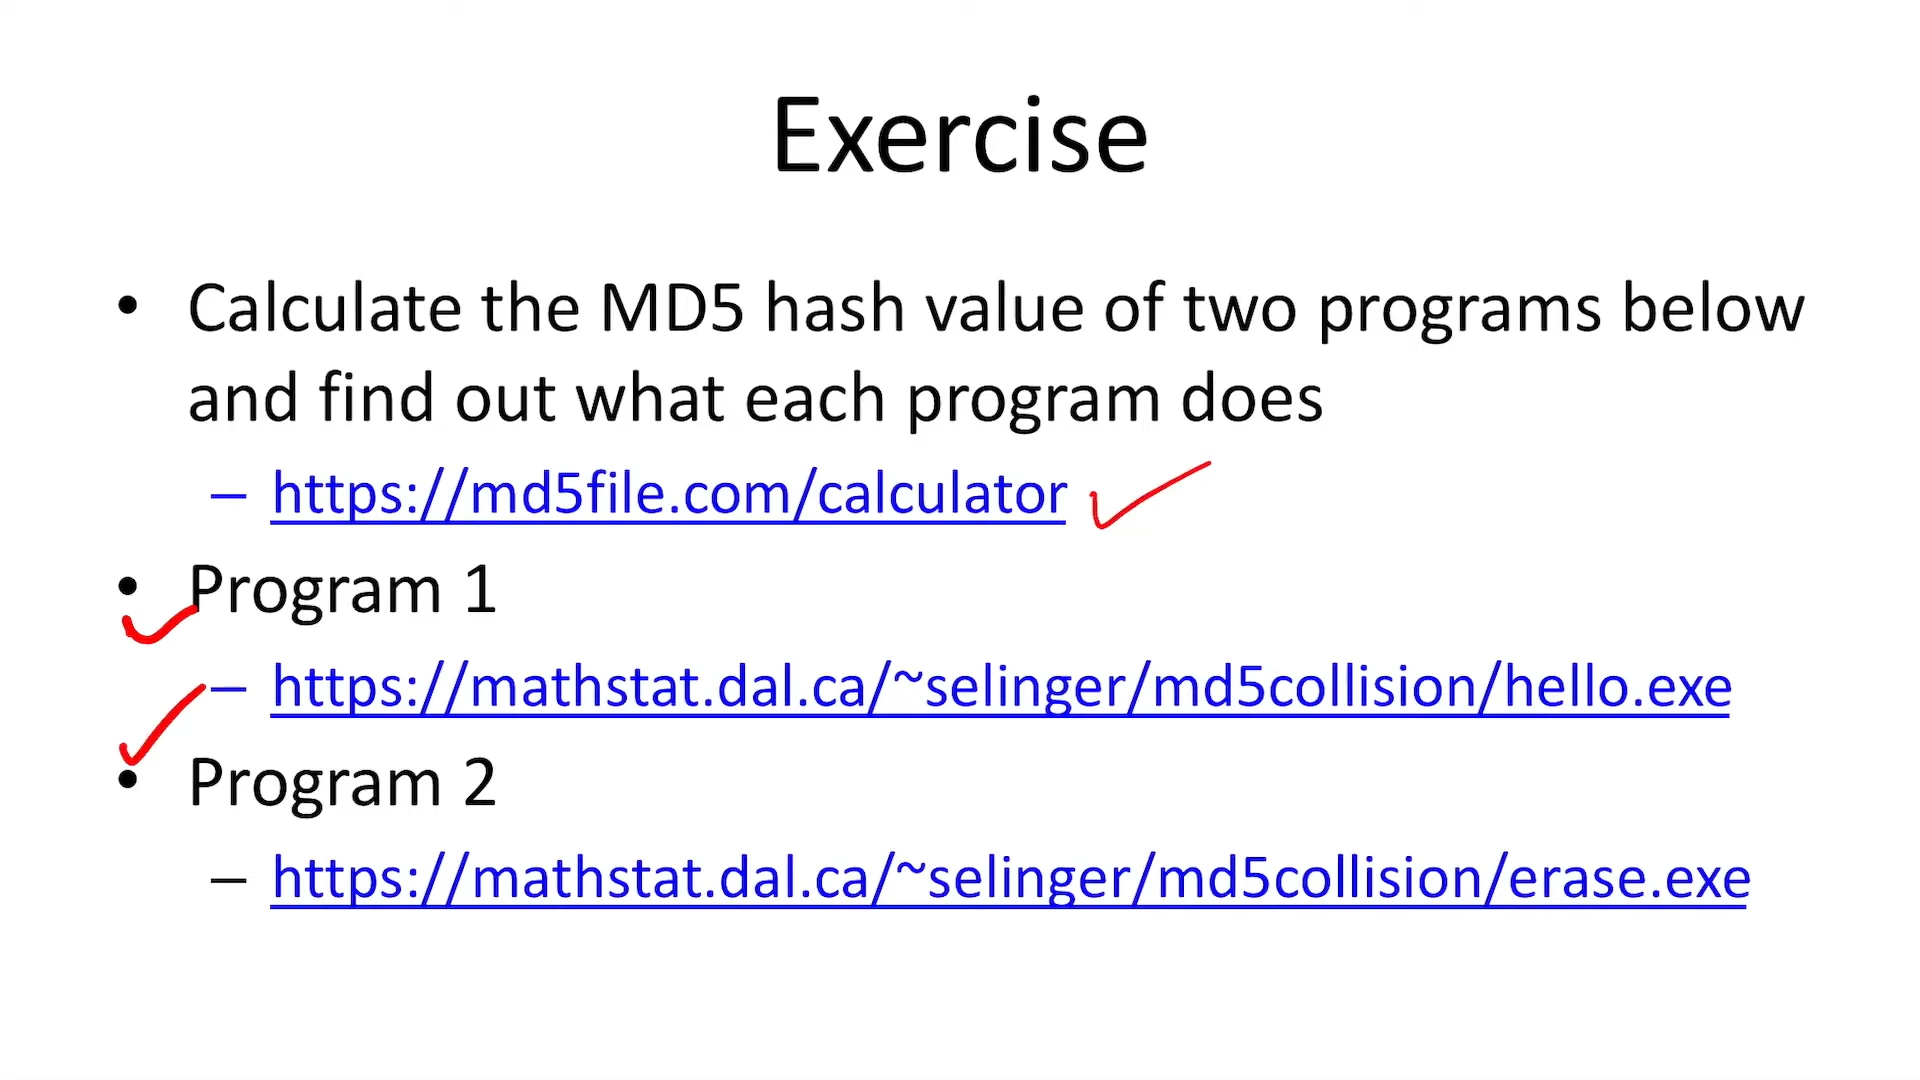 Exercise
• Calculate the MD5 hash value of two programs below
and find out what each program does
– https://md5file.com/calculator
• Program 1
– https://mathstat.dal.ca/~selinger/md5collision/hello.exe
• Program 2
– https://mathstat.dal.ca/~selinger/md5collision/erase.exe